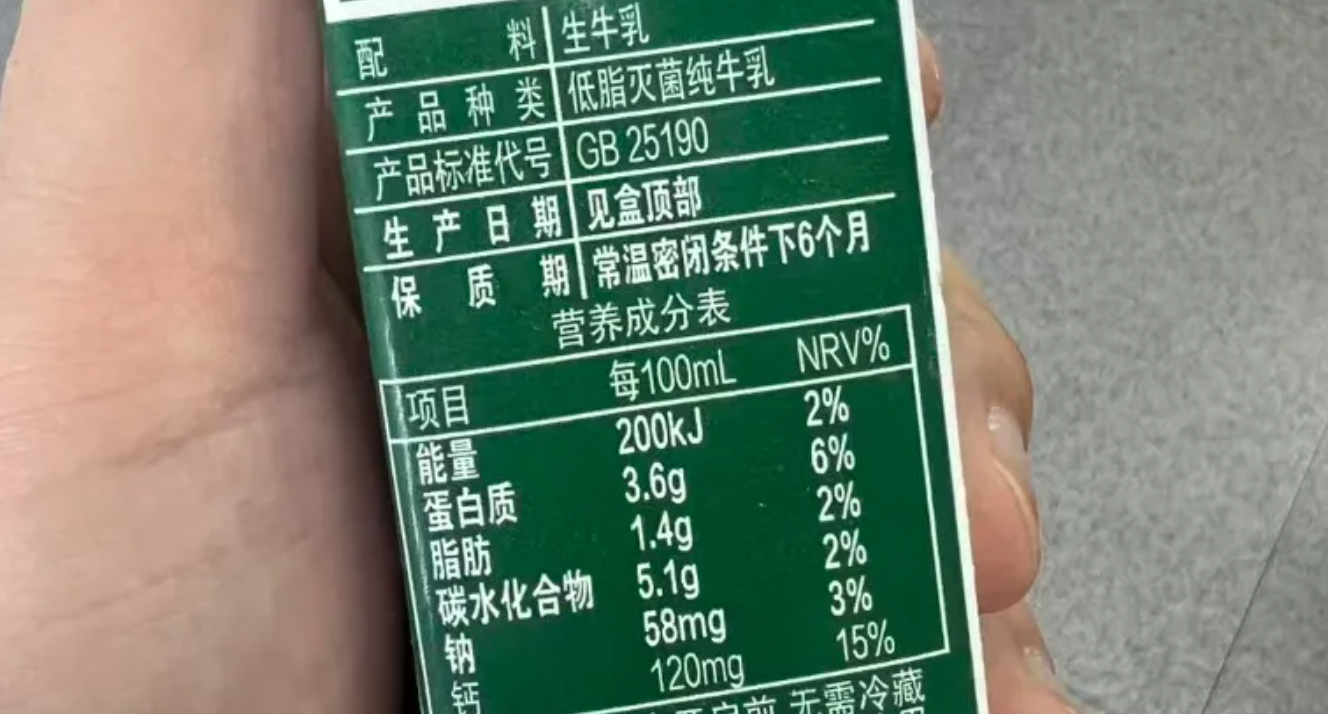 配料 生牛乳
产品种类 低脂灭菌纯牛乳
产品标准代号 GB 25190
生产日期 见盒顶部
保质期 常温密闭条件下6个月
营养成分表
项目 每100mL NRV%
能量 200kJ 2%
蛋白质 3.6g 6%
脂肪 1.4g 2%
碳水化合物 5.1g 2%
钠 58mg 3%
钙 120mg 15%
开启前 无需冷藏